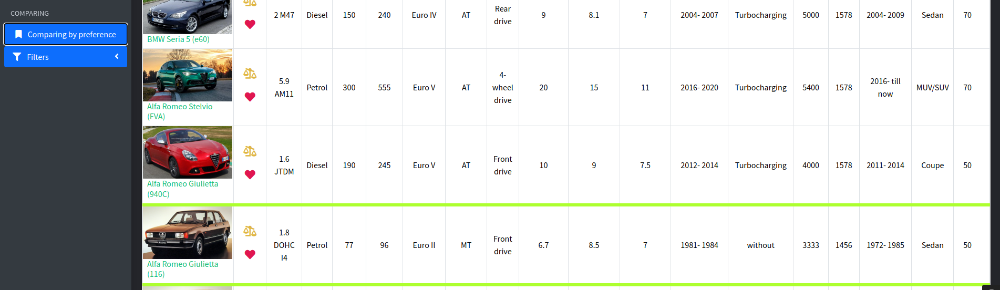 COMPARING
Comparing by preference
Filters
BMW Seria 5 (e60)
2 M47
Diesel
150
240
Euro IV
AT
Rear
drive
9
8.1
7
2004- 2007
Turbocharging
5000
1578
2004- 2009
Sedan
70
Alfa Romeo Stelvio
(FVA)
5.9
AM11
Petrol
300
555
Euro V
AT
4-
wheel
drive
20
15
11
2016- 2020
Turbocharging
5400
1578
2016- till
now
MUV/SUV
70
Alfa Romeo Giulietta
(940C)
1.6
JTDM
Diesel
190
245
Euro V
AT
Front
drive
10
9
7.5
2012- 2014
Turbocharging
4000
1578
2011- 2014
Coupe
50
Alfa Romeo Giulietta
(116)
1.8
DOHC
I4
Petrol
77
96
Euro II
MT
Front
drive
6.7
8.5
7
1981- 1984
without
3333
1456
1972- 1985
Sedan
50